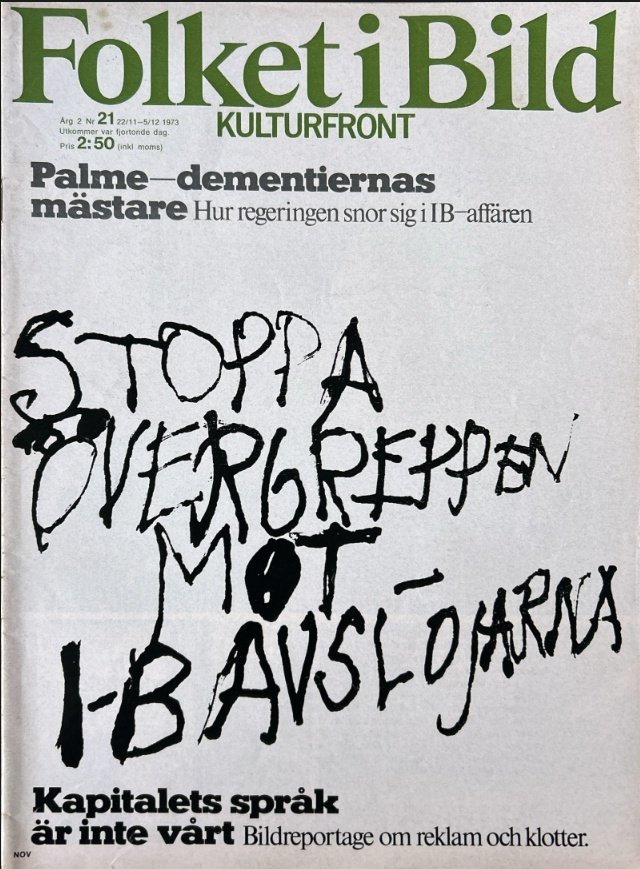 Folket i Bild
KULTURFRONT
Årg 2 Nr 21 22/11–5/12 1973
Utkommer var fjortonde dag.
Pris 2:50 (inkl moms)
Palme—dementiernas
mästare Hur regeringen snor sig i IB-affären
STOPPA
ÖVERGREPPEN
MOT
I-B AVSLÖJARNA
Kapitalets språk
är inte vårt Bildreportage om reklam och klotter.
NOV